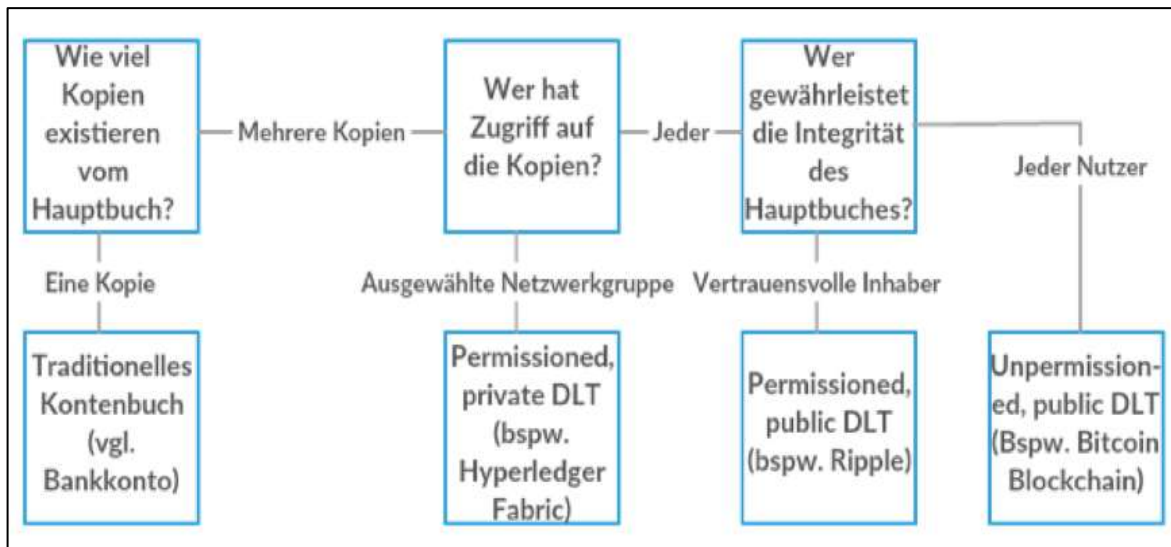 Wie viel
Kopien
existieren
vom
Hauptbuch?
Mehrere Kopien
Wer hat
Zugriff auf
die Kopien?
Jeder
Wer
gewährleistet
die Integrität
des
Hauptbuches?
Jeder Nutzer
Eine Kopie
Ausgewählte Netzwerkgruppe
Vertrauensvolle Inhaber
Traditionelles
Kontenbuch
(vgl.
Bankkonto)
Permissioned,
private DLT
(bspw.
Hyperledger
Fabric)
Permissioned,
public DLT
(bspw. Ripple)
Unpermission-
ed, public DLT
(Bspw. Bitcoin
Blockchain)